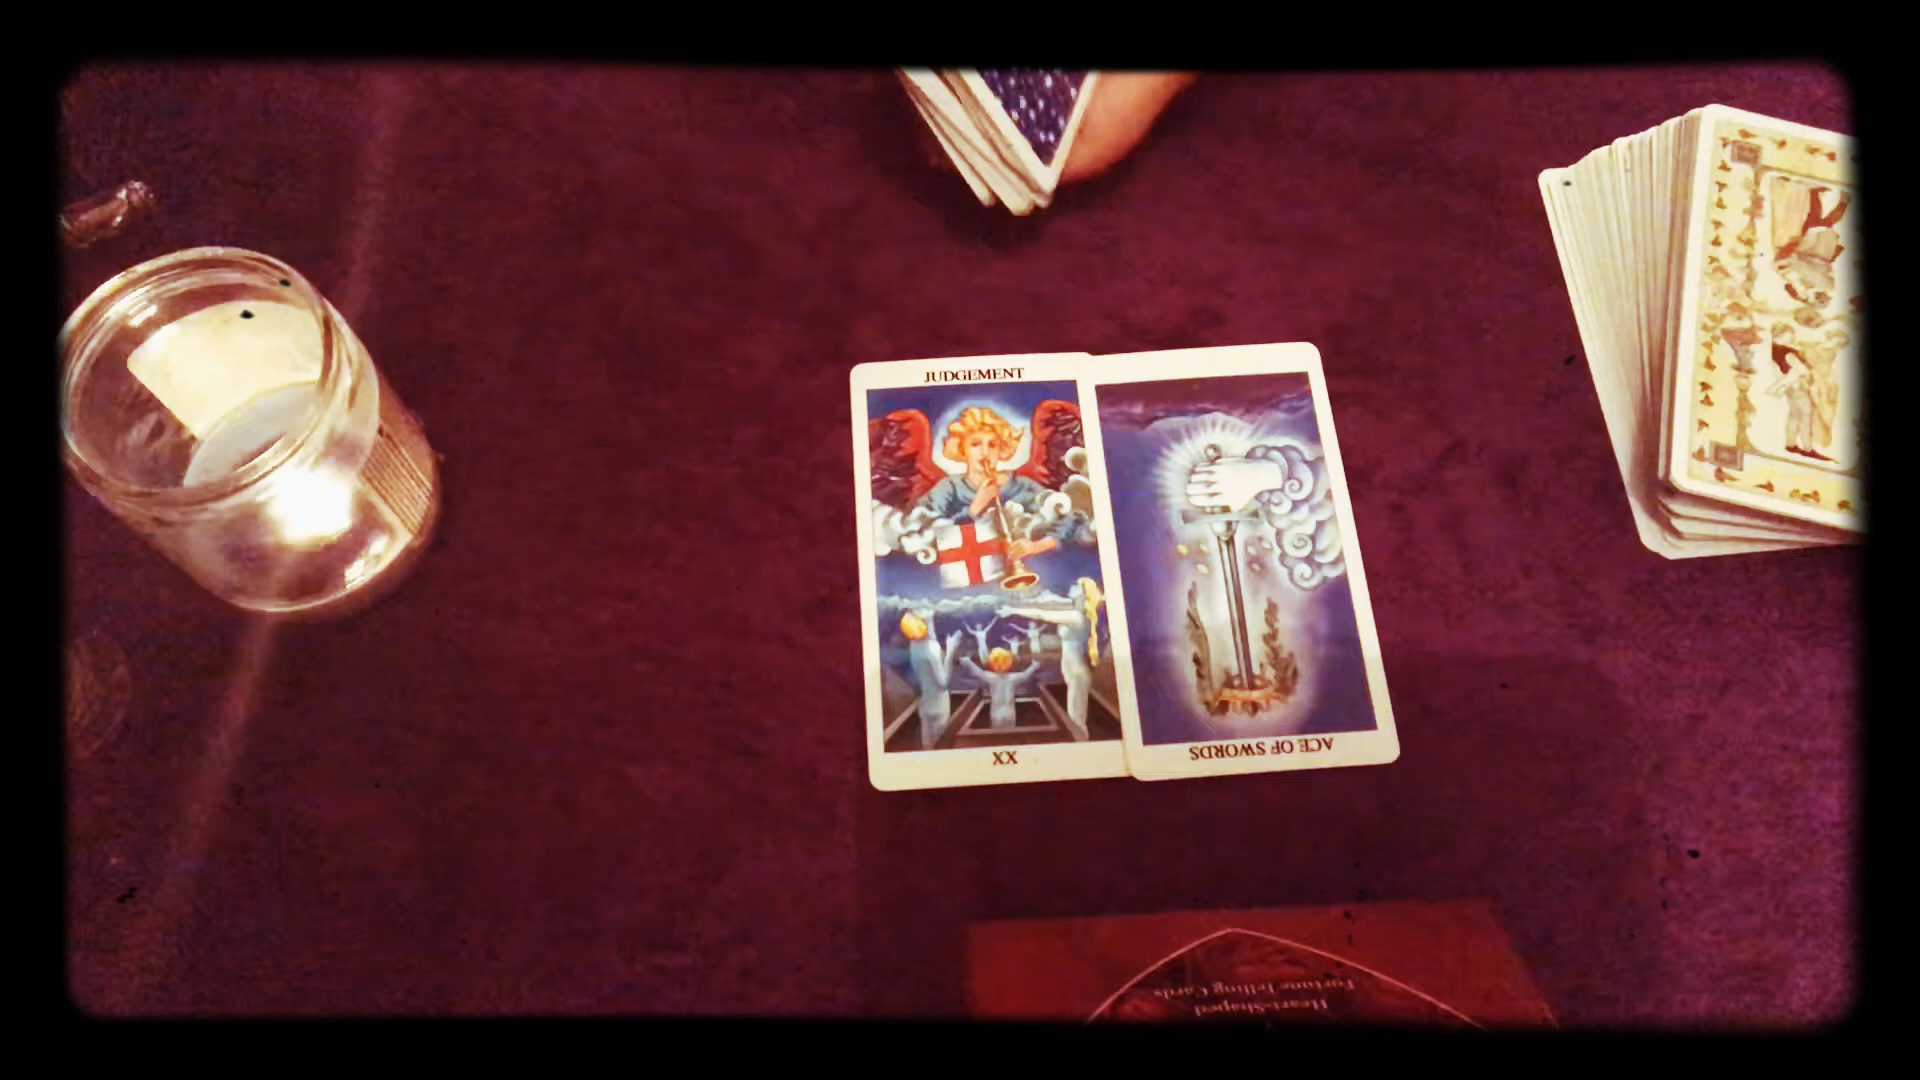 JUDGEMENT
XX
ACE OF SWORDS
Heart-Shaped
Fortune Telling Cards